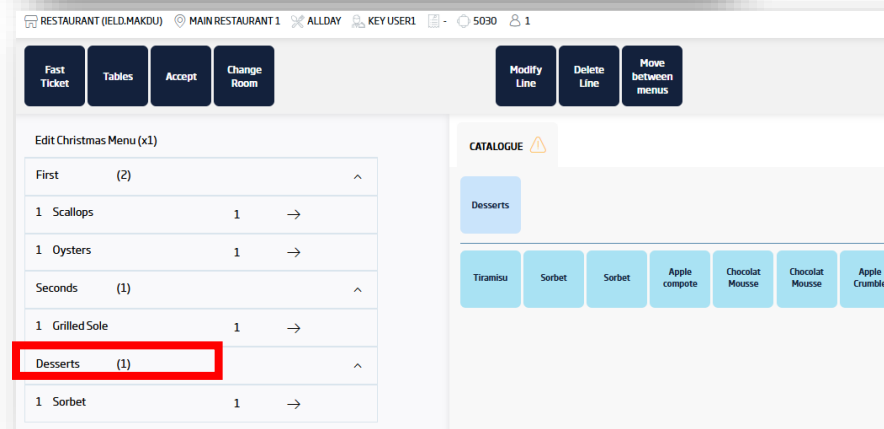 RESTAURANT (IELD.MAKDU) MAIN RESTAURANT 1 ALLDAY KEY USER1 - 5030 1
Fast Ticket
Tables
Accept
Change Room
Modify Line
Delete Line
Move between menus
Edit Christmas Menu (x1)
First (2)
1 Scallops 1 →
1 Oysters 1 →
Seconds (1)
1 Grilled Sole 1 →
Desserts (1)
1 Sorbet 1 →
CATALOGUE
Desserts
Tiramisu
Sorbet
Sorbet
Apple compote
Chocolat Mousse
Chocolat Mousse
Apple Crumble